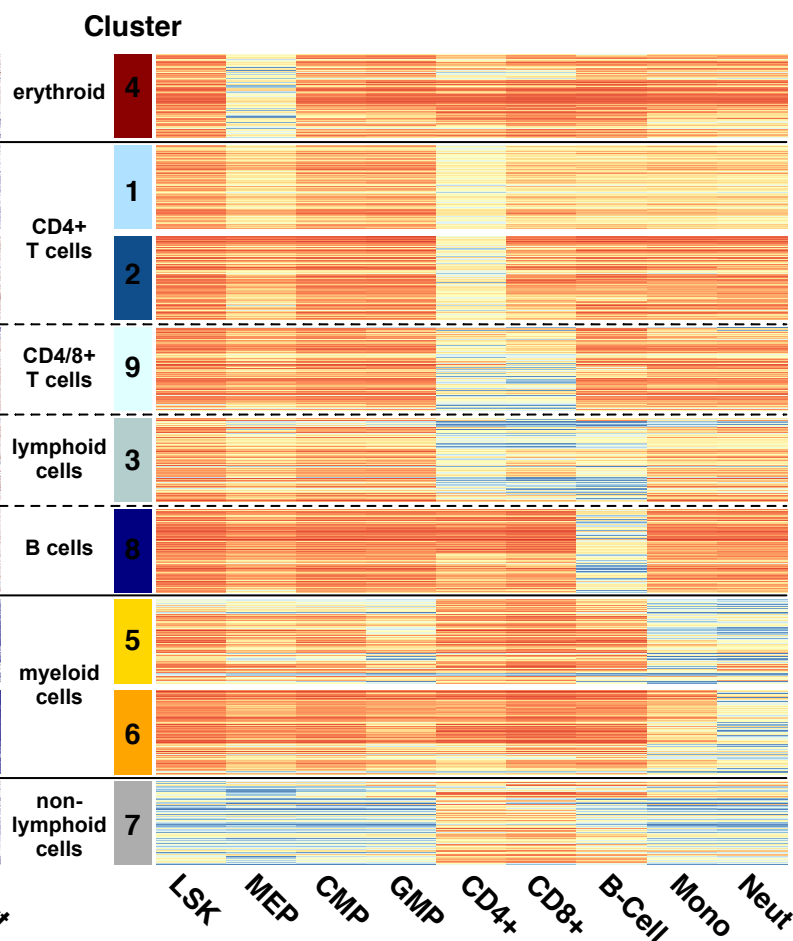 Cluster
erythroid
4
1
CD4+
T cells
2
CD4/8+
T cells
9
lymphoid
cells
3
B cells
8
5
myeloid
cells
6
non-
lymphoid
cells
7
LSK
MEP
CMP
GMP
CD4+
CD8+
B-Cell
Mono
Neut